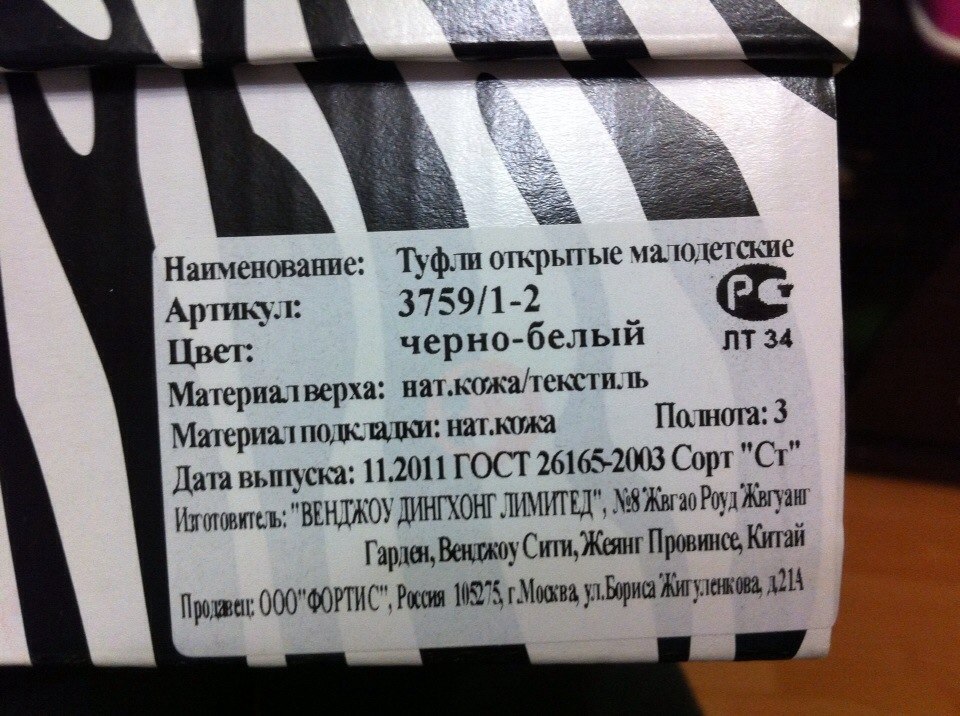 Наименование: Туфли открытые малодетские
Артикул: 3759/1-2
РС
Цвет: черно-белый
ЛТ 34
Материал верха: нат.кожа/текстиль
Материал подкладки: нат.кожа Полнота: 3
Дата выпуска: 11.2011 ГОСТ 26165-2003 Сорт "Ст"
Изготовитель: "ВЕНДЖОУ ДИНГХОНГ ЛИМИТЕД", №8 Жвгао Роуд Жвгуанг
Гарден, Венджоу Сити, Жеянг Провинсе, Китай
Продавец: ООО"ФОРТИС", Россия 105275, г.Москва, ул.Бориса Жигуленкова, д.21А